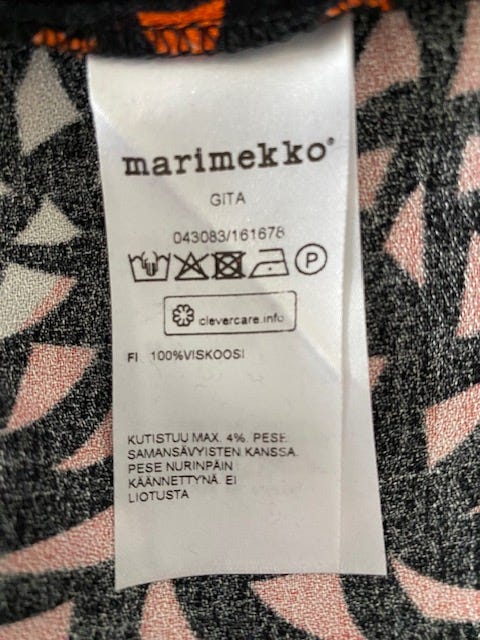 marimekko®
GITA
043083/161678
P
clevercare.info
FI 100%VISKOOSI
KUTISTUU MAX. 4%. PESE
SAMANSÄVYISTEN KANSSA.
PESE NURINPÄIN
KÄÄNNETTYNÄ. EI
LIOTUSTA